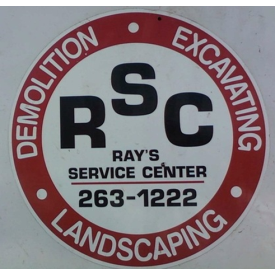 DEMOLITION
EXCAVATING
RSC
RAY'S
SERVICE CENTER
263-1222
LANDSCAPING